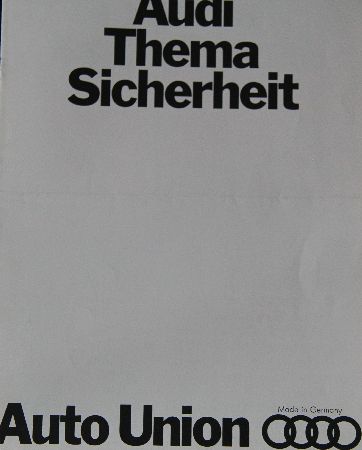 Audi
Thema
Sicherheit
Made in Germany
Auto Union